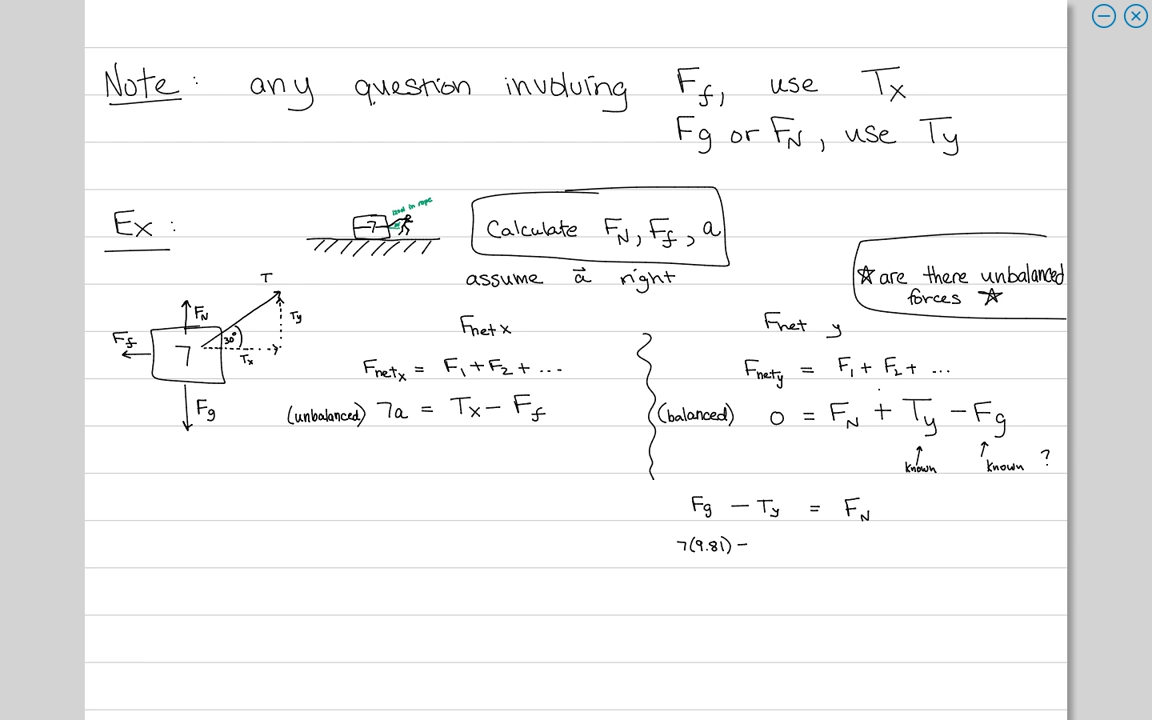 Note: any question involving Ff, use Tx
Fg or FN, use Ty
Ex:
7
in rope
Calculate FN, Ff, a
assume a⃗ right
☆ are there unbalanced
forces ☆
T
FN
Ty
Ff
30°
7
Tx
Fg
Fnet x
Fnetx = F1 + F2 + ...
(unbalanced) 7a = Tx - Ff
Fnet y
Fnety = F1 + F2 + ...
(balanced) 0 = FN + Ty - Fg
↑ ↑
known known ?
Fg - Ty = FN
7(9.81) -